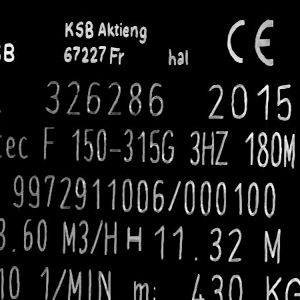 KSB Aktieng
SB 67227 Fr hal CE
326286 2015
tec F 150-315G 3HZ 180M
9972911006/000100
3.60 M3/H H 11.32 M
10 1/MIN m: 430 KG